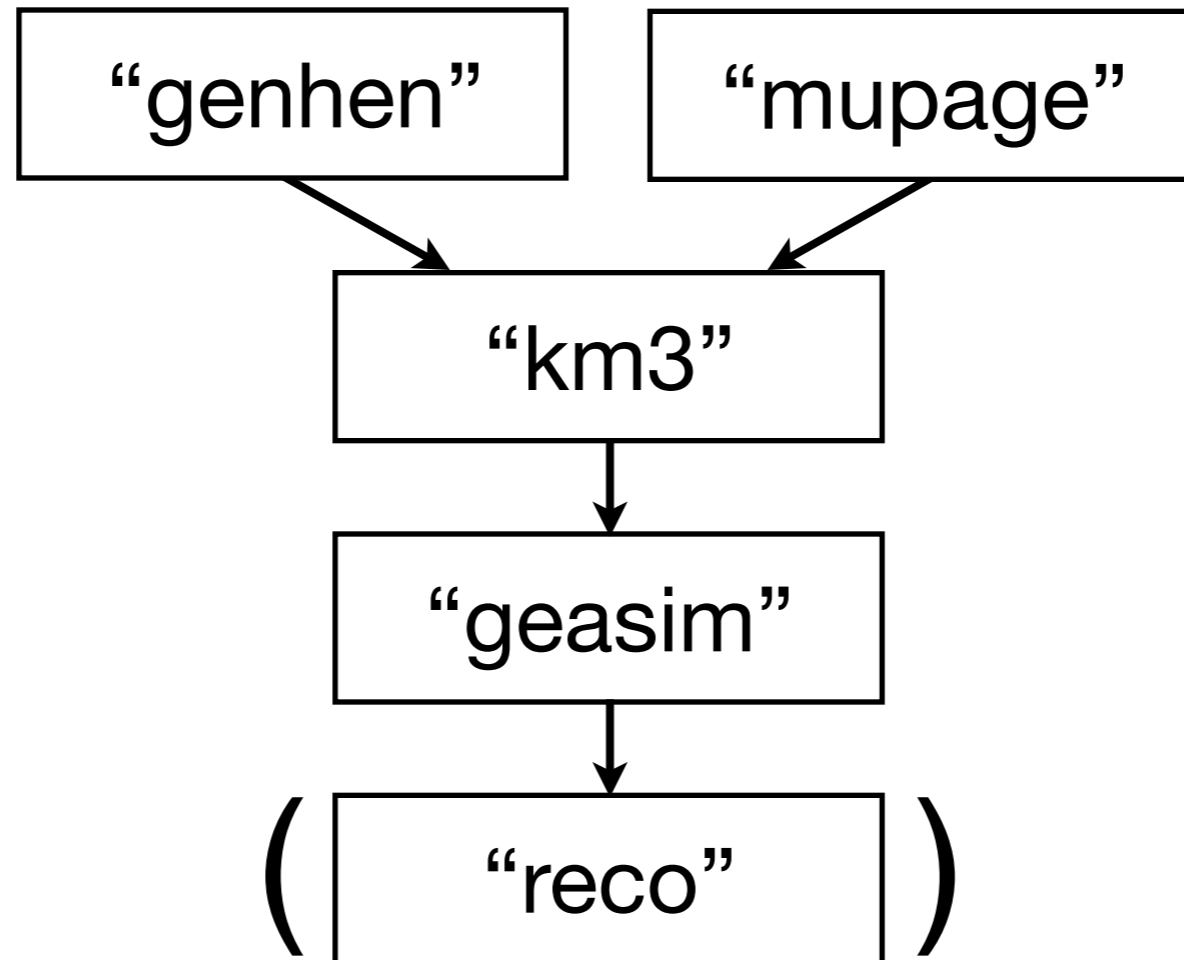 “genhen”
“mupage”
“km3”
“geasim”
( “reco” )